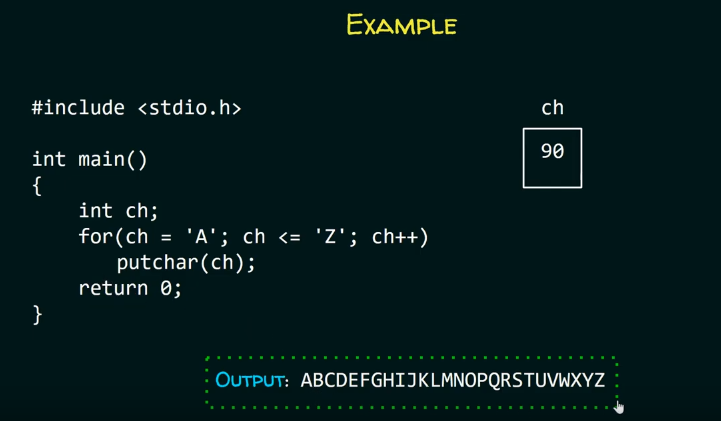 EXAMPLE
#include <stdio.h>
ch
90
int main()
{
    int ch;
    for(ch = 'A'; ch <= 'Z'; ch++)
        putchar(ch);
    return 0;
}
OUTPUT: ABCDEFGHIJKLMNOPQRSTUVWXYZ